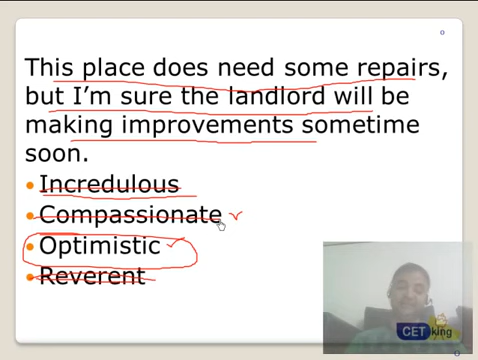 This place does need some repairs,
but I'm sure the landlord will be
making improvements sometime
soon.
Incredulous
Compassionate
Optimistic
Reverent
CET king